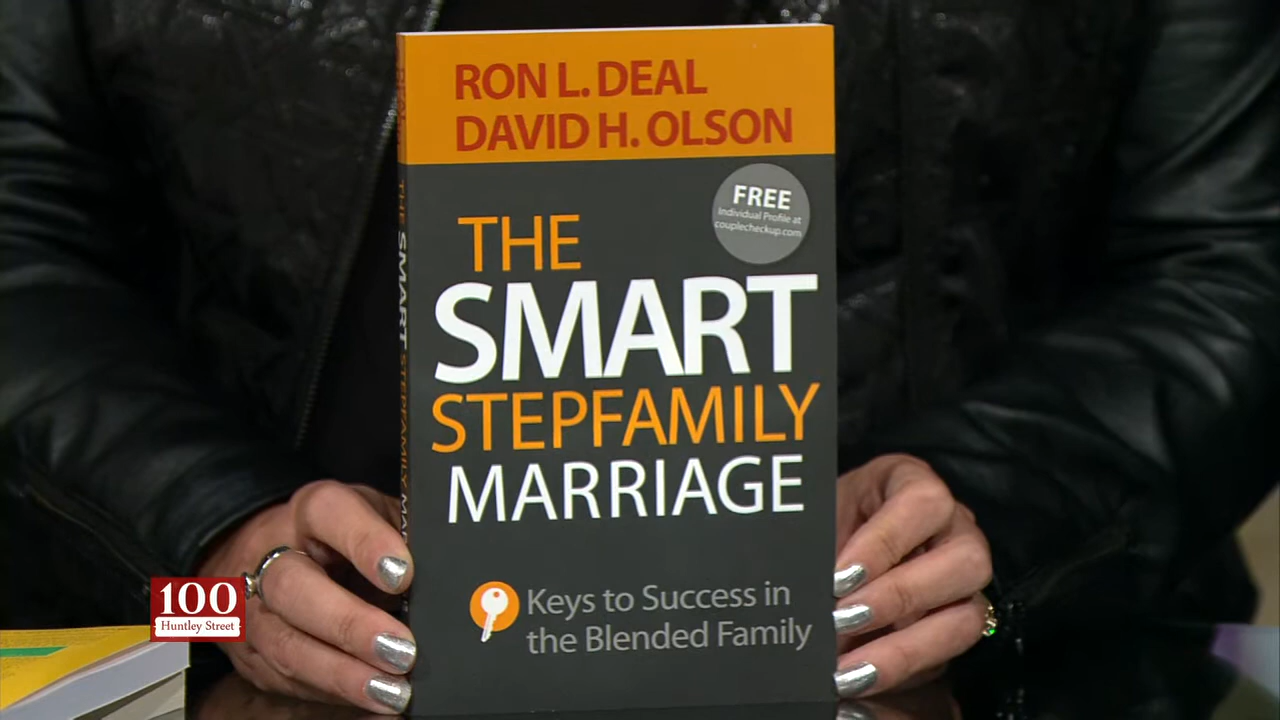 RON L. DEAL
DAVID H. OLSON
FREE
Individual Profile at
couplecheckup.com
THE
SMART
STEPFAMILY
MARRIAGE
Keys to Success in
the Blended Family
THE SMART STEPFAMILY
100
Huntley Street